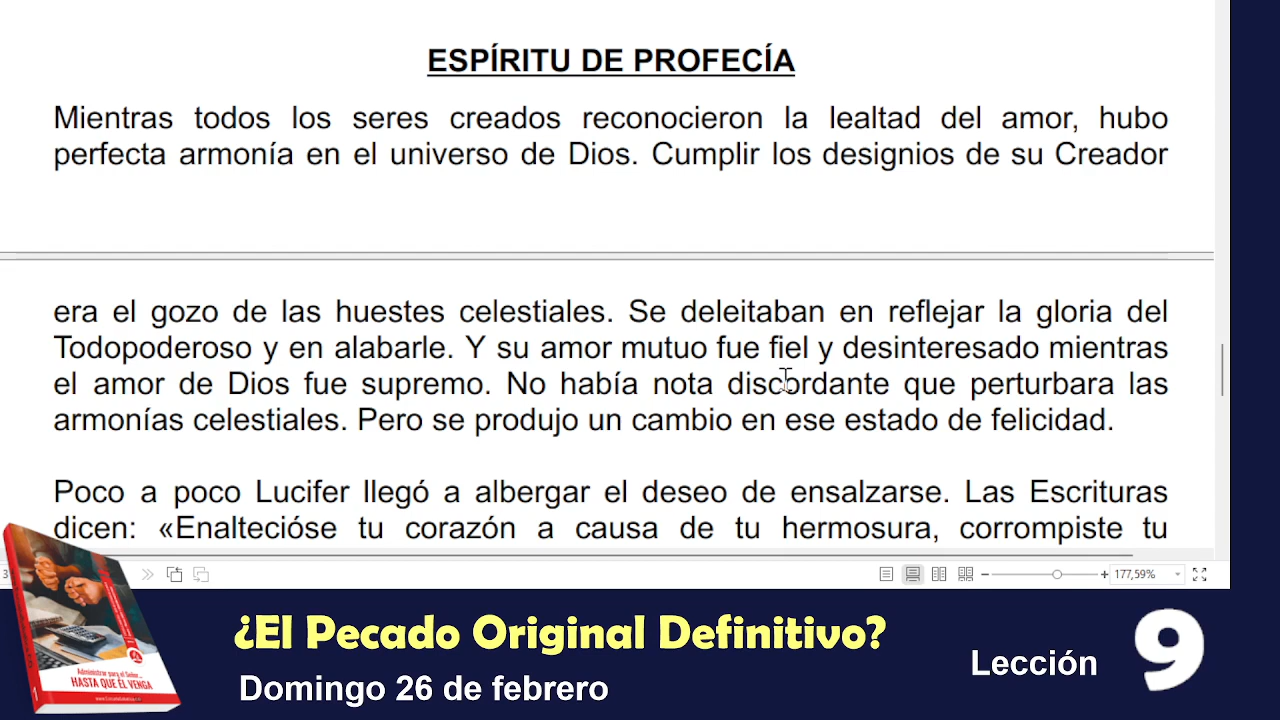 ESPÍRITU DE PROFECÍA
Mientras todos los seres creados reconocieron la lealtad del amor, hubo
perfecta armonía en el universo de Dios. Cumplir los designios de su Creador
era el gozo de las huestes celestiales. Se deleitaban en reflejar la gloria del
Todopoderoso y en alabarle. Y su amor mutuo fue fiel y desinteresado mientras
el amor de Dios fue supremo. No había nota discordante que perturbara las
armonías celestiales. Pero se produjo un cambio en ese estado de felicidad.
Poco a poco Lucifer llegó a albergar el deseo de ensalzarse. Las Escrituras
dicen: «Enaltecióse tu corazón a causa de tu hermosura, corrompiste tu
3
177,59%
Administrar para el Señor...
HASTA QUE ÉL VENGA
¿El Pecado Original Definitivo?
Domingo 26 de febrero
Lección 9